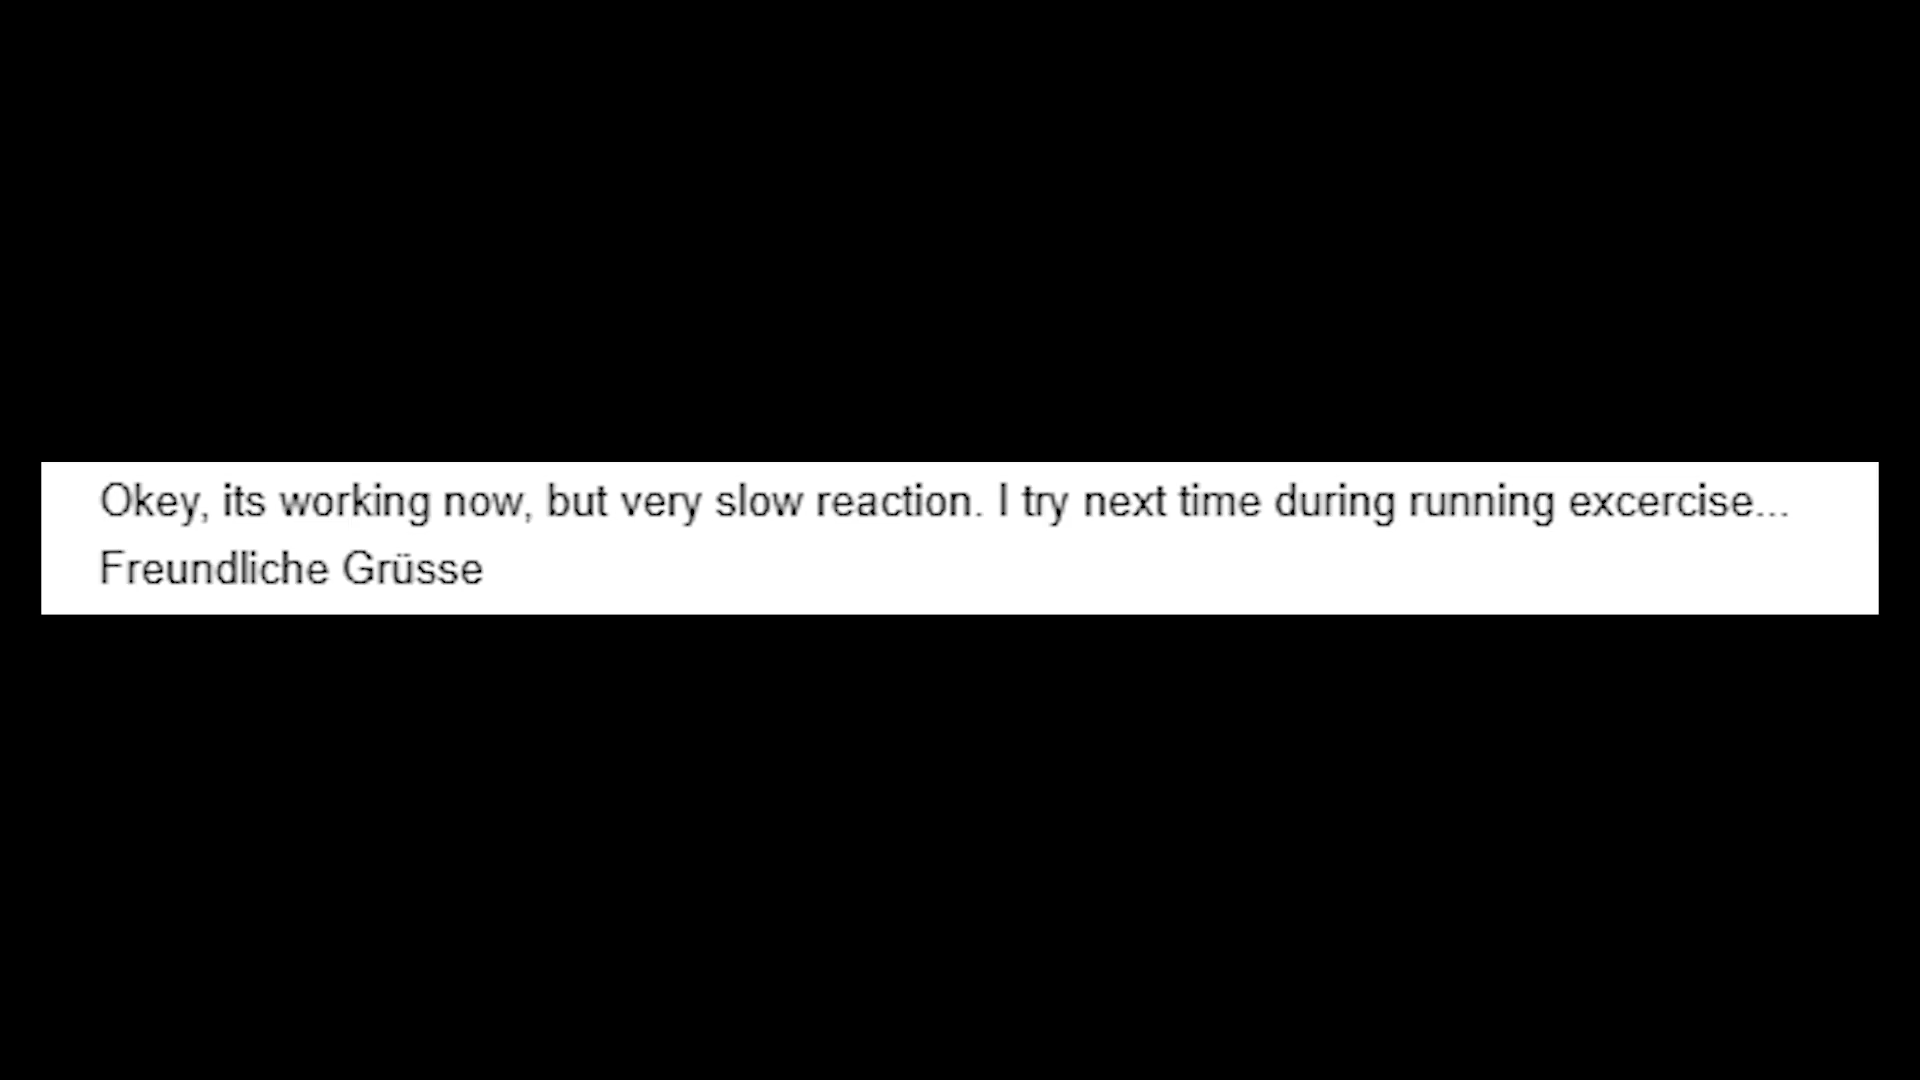 Okey, its working now, but very slow reaction. I try next time during running excercise...
Freundliche Grüsse